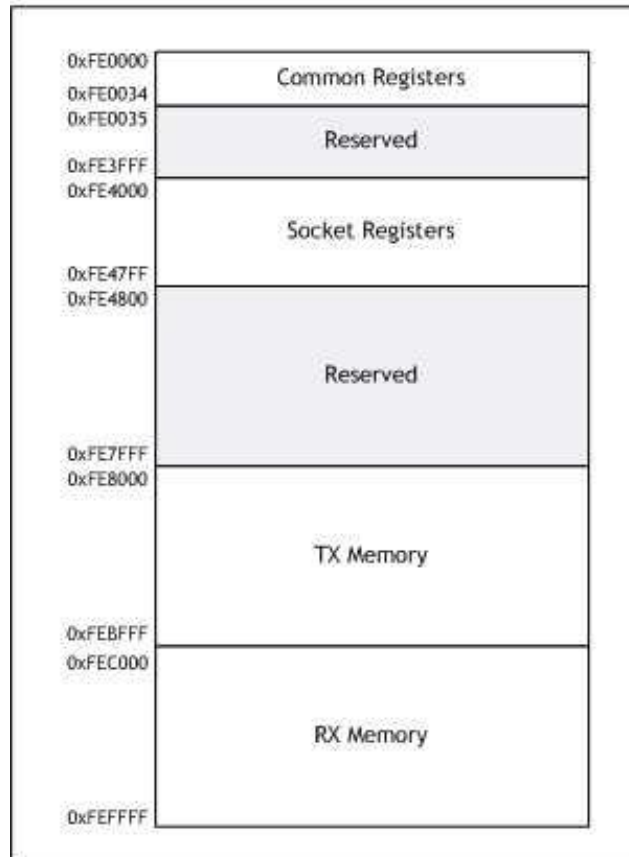 0xFE0000
Common Registers
0xFE0034
0xFE0035
Reserved
0xFE3FFF
0xFE4000
Socket Registers
0xFE47FF
0xFE4800
Reserved
0xFE7FFF
0xFE8000
TX Memory
0xFEBFFF
0xFEC000
RX Memory
0xFEFFFF